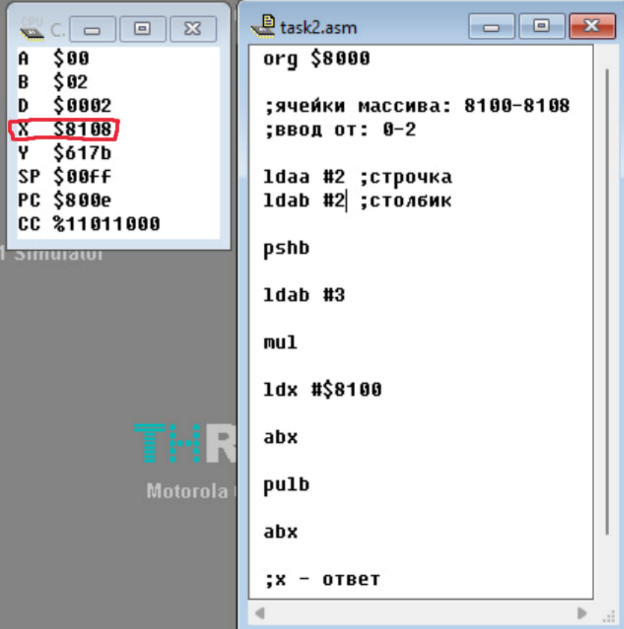 C.
A $00
B $02
D $0002
X $8108
Y $617b
SP $00ff
PC $800e
CC %11011000
1 Simulator
THR
Motorola
task2.asm
org $8000
;ячейки массива: 8100-8108
;ввод от: 0-2
ldaa #2 ;строчка
ldab #2 ;столбик
pshb
ldab #3
mul
ldx #$8100
abx
pulb
abx
;x - ответ